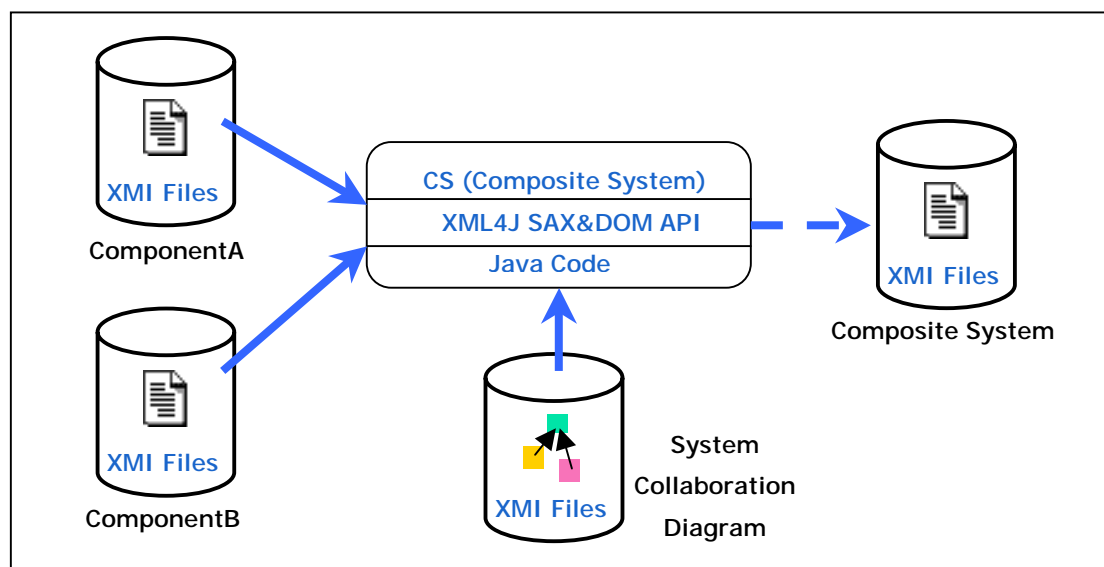 XMI Files
ComponentA
XMI Files
ComponentB
CS (Composite System)
XML4J SAX&DOM API
Java Code
XMI Files
System
Collaboration
Diagram
XMI Files
Composite System